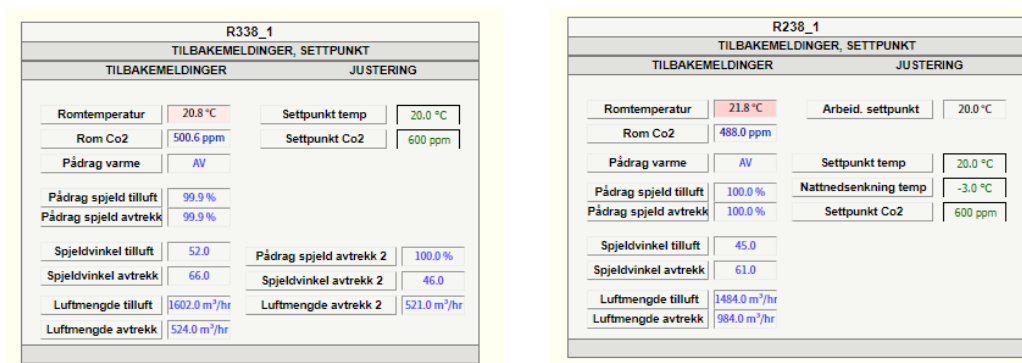 R338_1
TILBAKEMELDINGER, SETTPUNKT
TILBAKEMELDINGER JUSTERING
Romtemperatur 20.8 °C Settpunkt temp 20.0 °C
Rom Co2 500.6 ppm Settpunkt Co2 600 ppm
Pådrag varme AV
Pådrag spjeld tilluft 99.9 %
Pådrag spjeld avtrekk 99.9 %
Spjeldvinkel tilluft 52.0 Pådrag spjeld avtrekk 2 100.0 %
Spjeldvinkel avtrekk 66.0 Spjeldvinkel avtrekk 2 46.0
Luftmengde tilluft 1602.0 m³/hr Luftmengde avtrekk 2 521.0 m³/hr
Luftmengde avtrekk 524.0 m³/hr
R238_1
TILBAKEMELDINGER, SETTPUNKT
TILBAKEMELDINGER JUSTERING
Romtemperatur 21.8 °C Arbeid. settpunkt 20.0 °C
Rom Co2 488.0 ppm
Pådrag varme AV Settpunkt temp 20.0 °C
Pådrag spjeld tilluft 100.0 % Nattnedsenkning temp -3.0 °C
Pådrag spjeld avtrekk 100.0 % Settpunkt Co2 600 ppm
Spjeldvinkel tilluft 45.0
Spjeldvinkel avtrekk 61.0
Luftmengde tilluft 1484.0 m³/hr
Luftmengde avtrekk 984.0 m³/hr